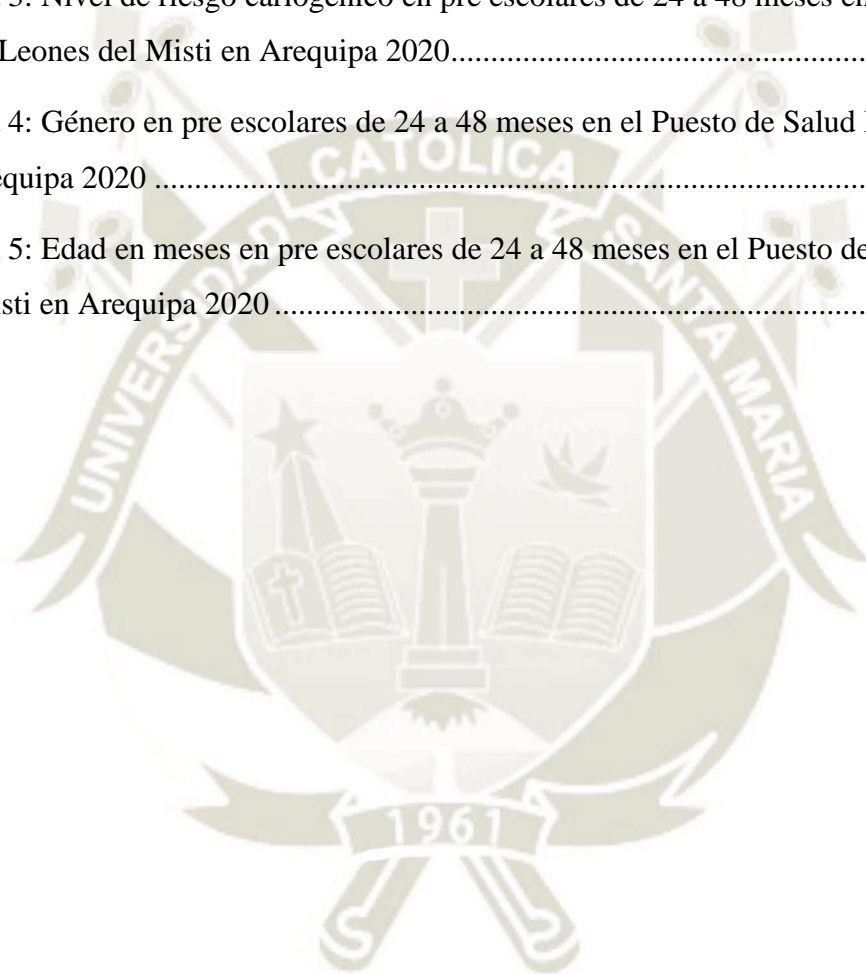 3: Nivel de riesgo cariogénico en pre escolares de 24 a 48 meses en
Leones del Misti en Arequipa 2020
4: Género en pre escolares de 24 a 48 meses en el Puesto de Salud
equipa 2020
5: Edad en meses en pre escolares de 24 a 48 meses en el Puesto de
sti en Arequipa 2020
UNIVERSIDAD CATOLICA SANTA MARIA
1961